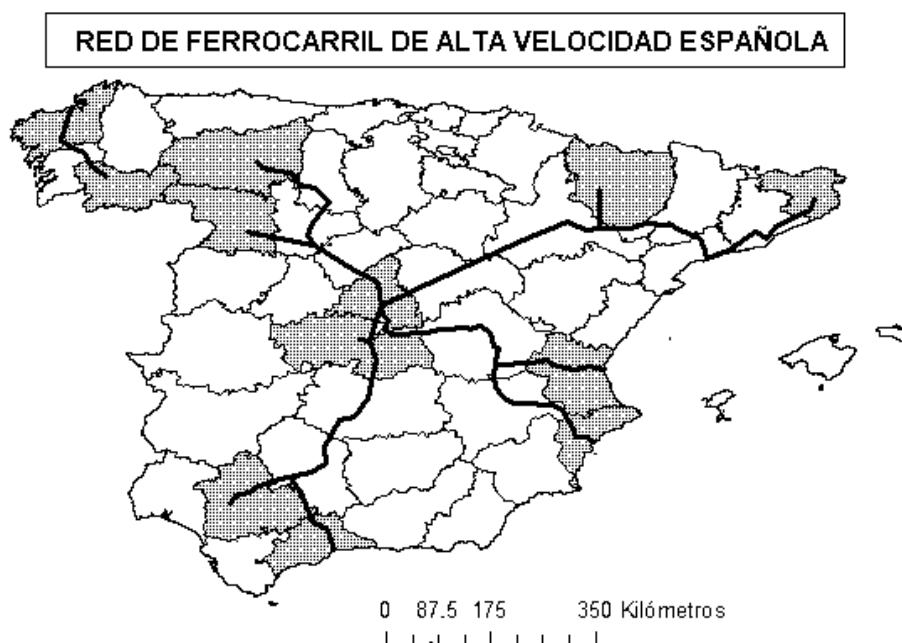 RED DE FERROCARRIL DE ALTA VELOCIDAD ESPAÑOLA
0 87.5 175 350 Kilómetros